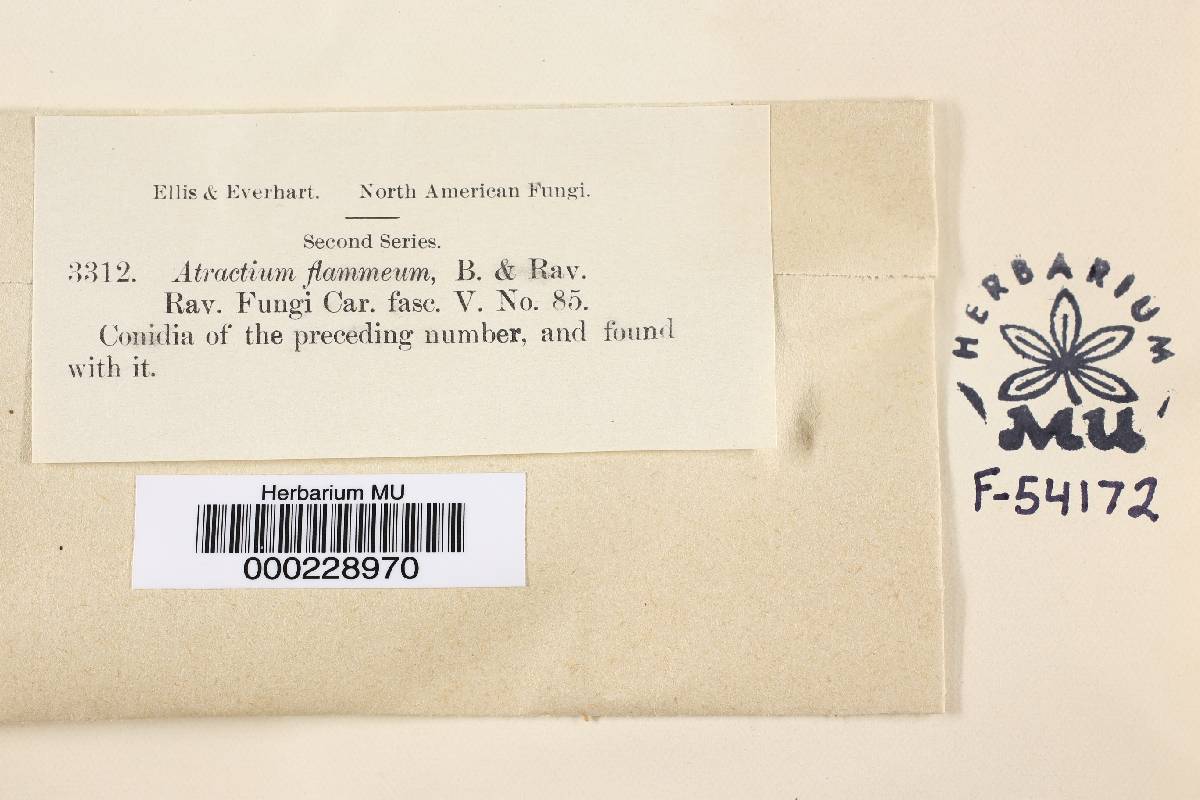 Ellis & Everhart. North American Fungi.
Second Series.
3312. Atractium flammeum, B. & Rav.
Rav. Fungi Car. fasc. V. No. 85.
Conidia of the preceding number, and found
with it.
Herbarium MU
000228970
HERBARIUM
MU
F-54172